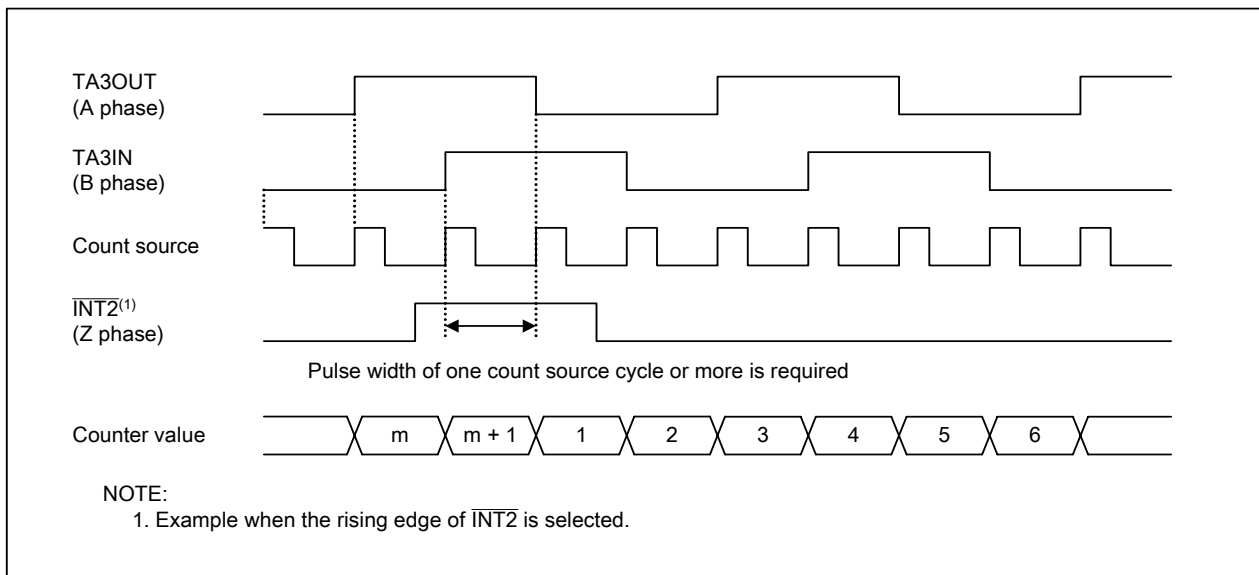 TA3OUT
(A phase)
TA3IN
(B phase)
Count source
INT2(1)
(Z phase)
Pulse width of one count source cycle or more is required
Counter value
m
m + 1
1
2
3
4
5
6
NOTE:
1. Example when the rising edge of INT2 is selected.